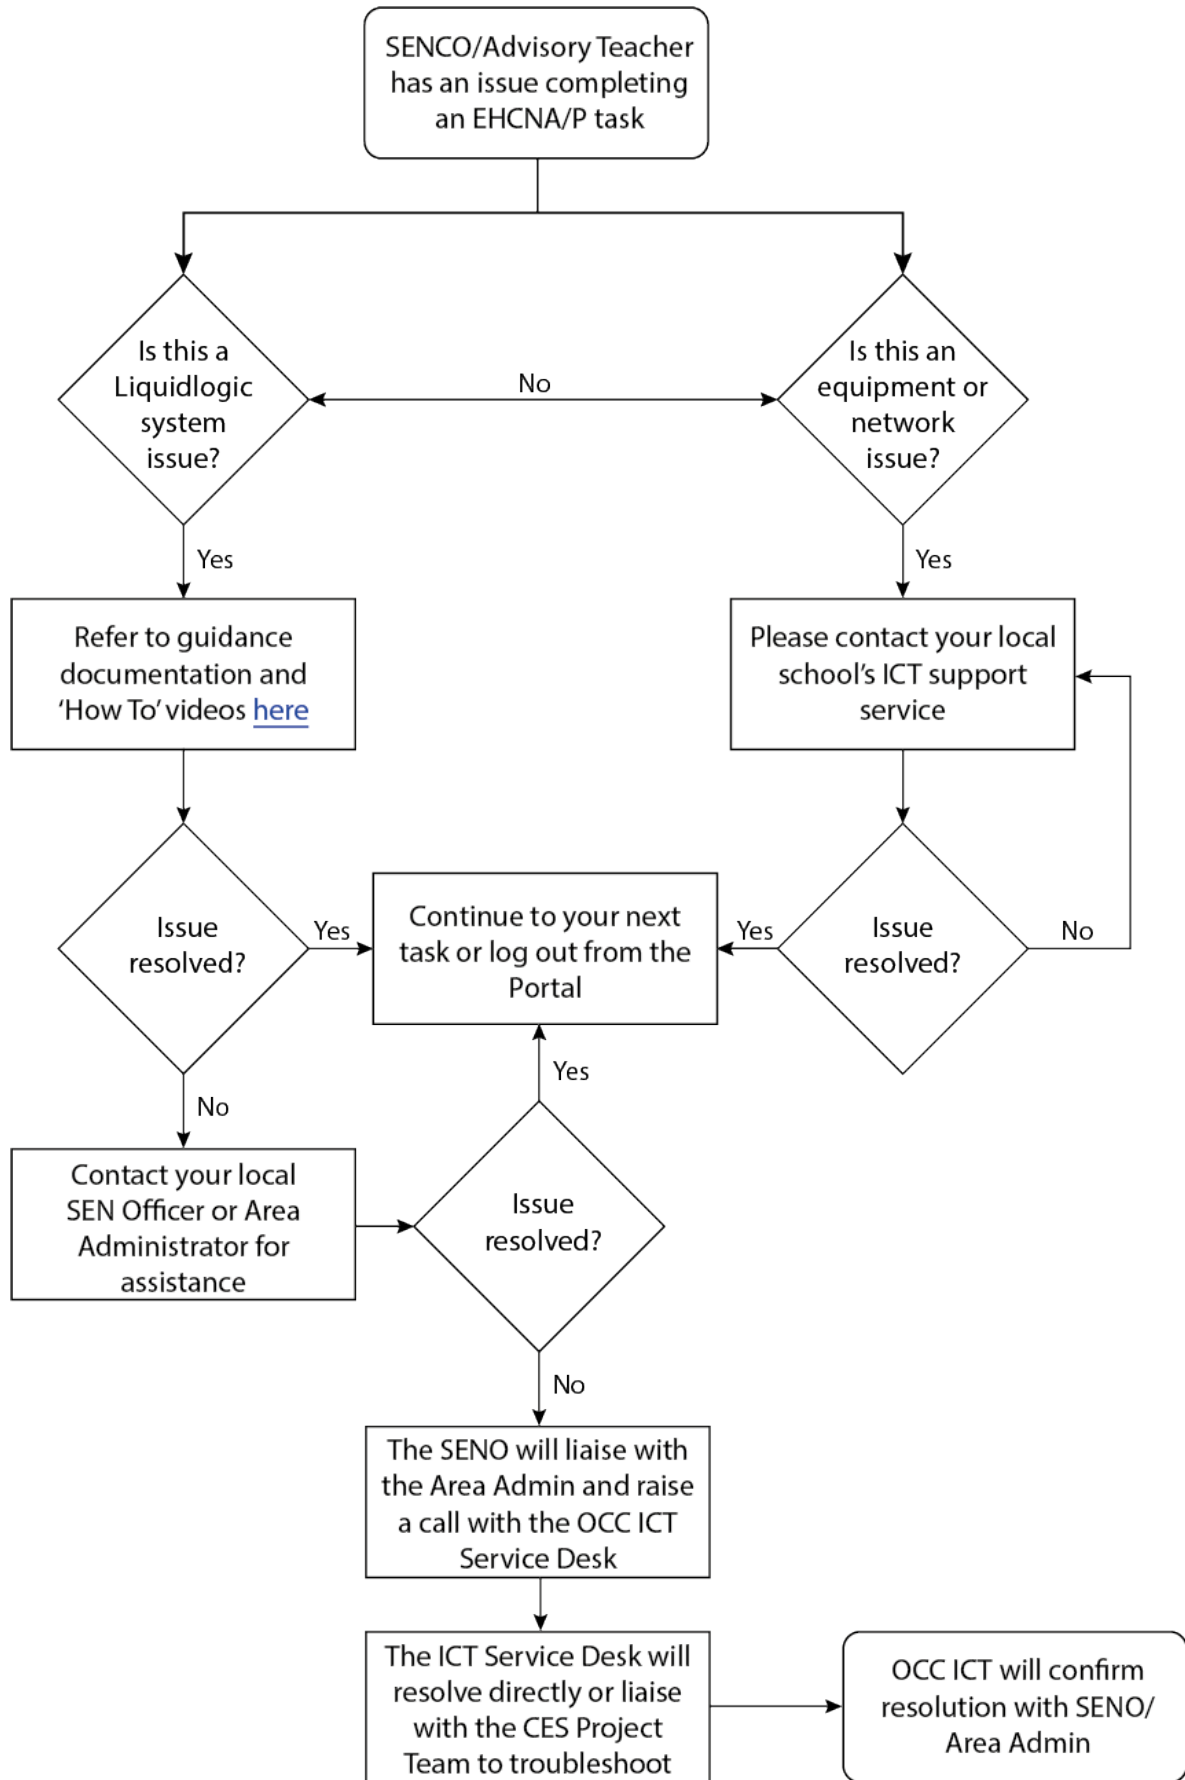 SENCO/Advisory Teacher
has an issue completing
an EHCNA/P task
Is this a
Liquidlogic
system
issue?
No
Is this an
equipment or
network
issue?
Yes
Yes
Refer to guidance
documentation and
‘How To’ videos here
Please contact your local
school’s ICT support
service
Issue
resolved?
Yes
Continue to your next
task or log out from the
Portal
Yes
Issue
resolved?
No
Yes
No
Contact your local
SEN Officer or Area
Administrator for
assistance
Issue
resolved?
No
The SENO will liaise with
the Area Admin and raise
a call with the OCC ICT
Service Desk
The ICT Service Desk will
resolve directly or liaise
with the CES Project
Team to troubleshoot
OCC ICT will confirm
resolution with SENO/
Area Admin